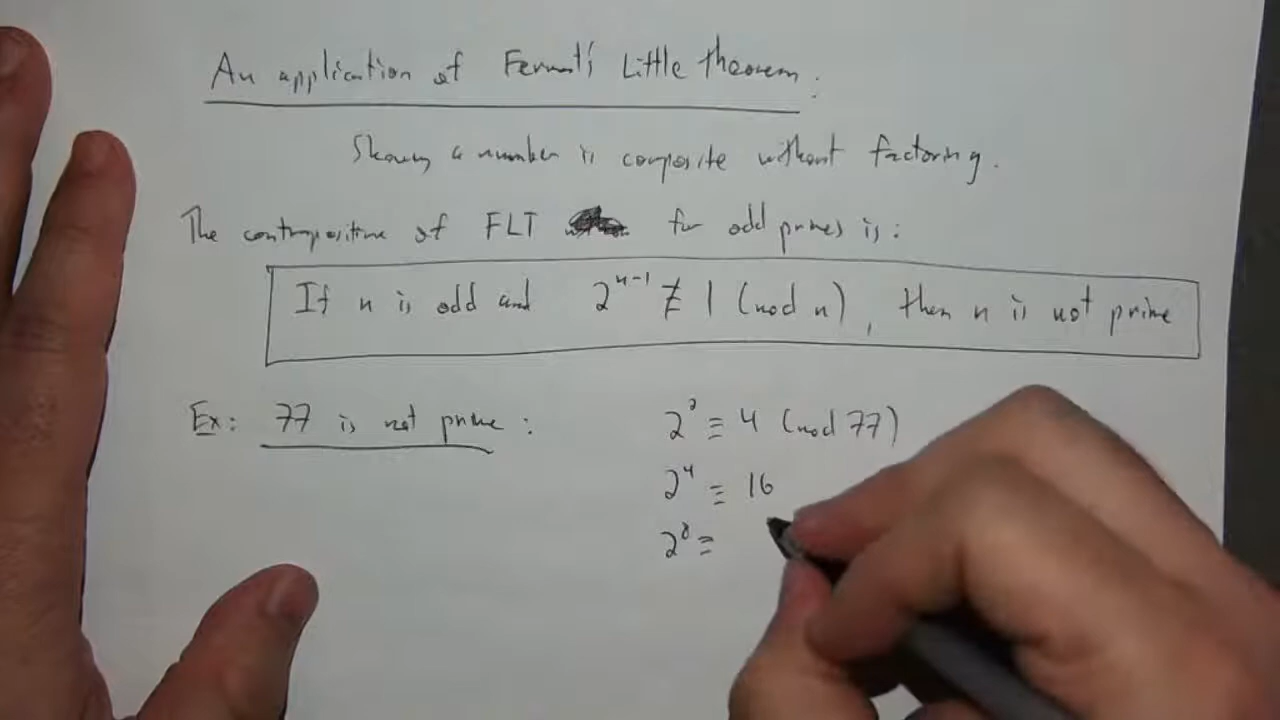 An application of Fermat's Little Theorem:
Showing a number is composite without factoring.
The contrapositive of FLT for odd primes is:
If n is odd and 2^{n-1} ≢ 1 (mod n), then n is not prime
Ex: 77 is not prime:
2^2 ≡ 4 (mod 77)
2^4 ≡ 16
2^8 ≡